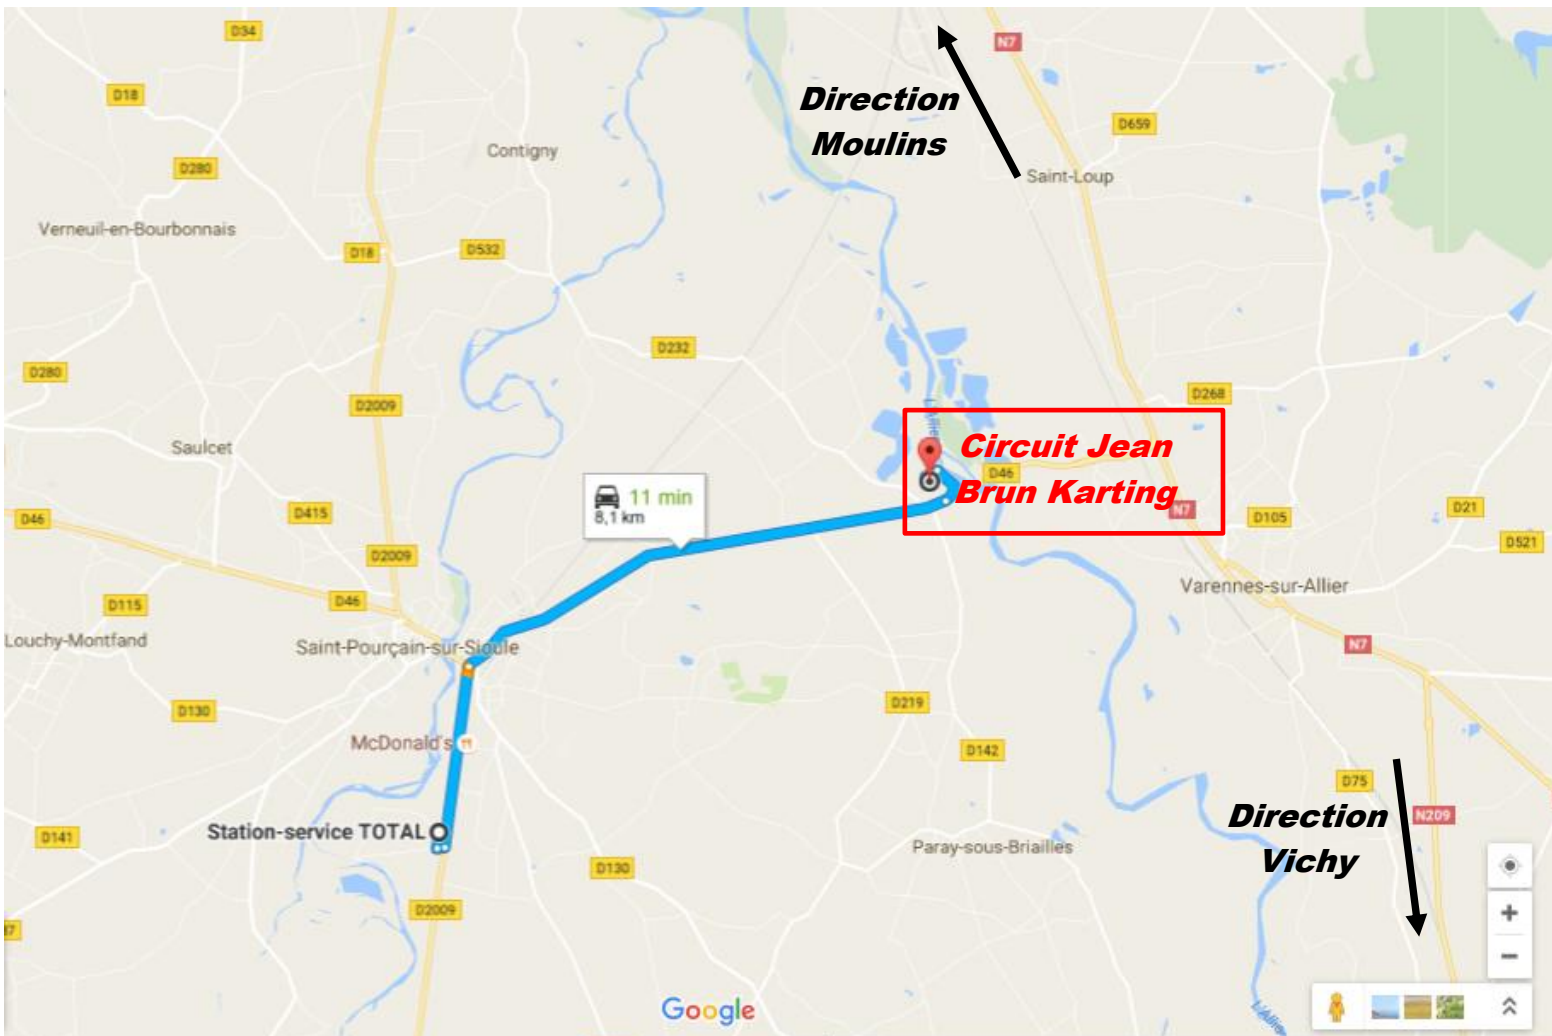 D34
N7
D18
Direction
Moulins
D659
Contigny
D280
Saint-Loup
Verneuil-en-Bourbonnais
D18
D532
D232
D280
D268
D2009
L'Allier
Saulcet
Circuit Jean
Brun Karting
D46
11 min
8,1 km
D46
D415
N7
D105
D21
D521
D2009
Varennes-sur-Allier
D115
D46
Louchy-Montfand
Saint-Pourçain-sur-Sioule
N7
D130
D219
McDonald's
D142
D75
Direction
Vichy
N209
D141
Station-service TOTAL
Paray-sous-Briailles
D130
D2009
Google
L'Allier